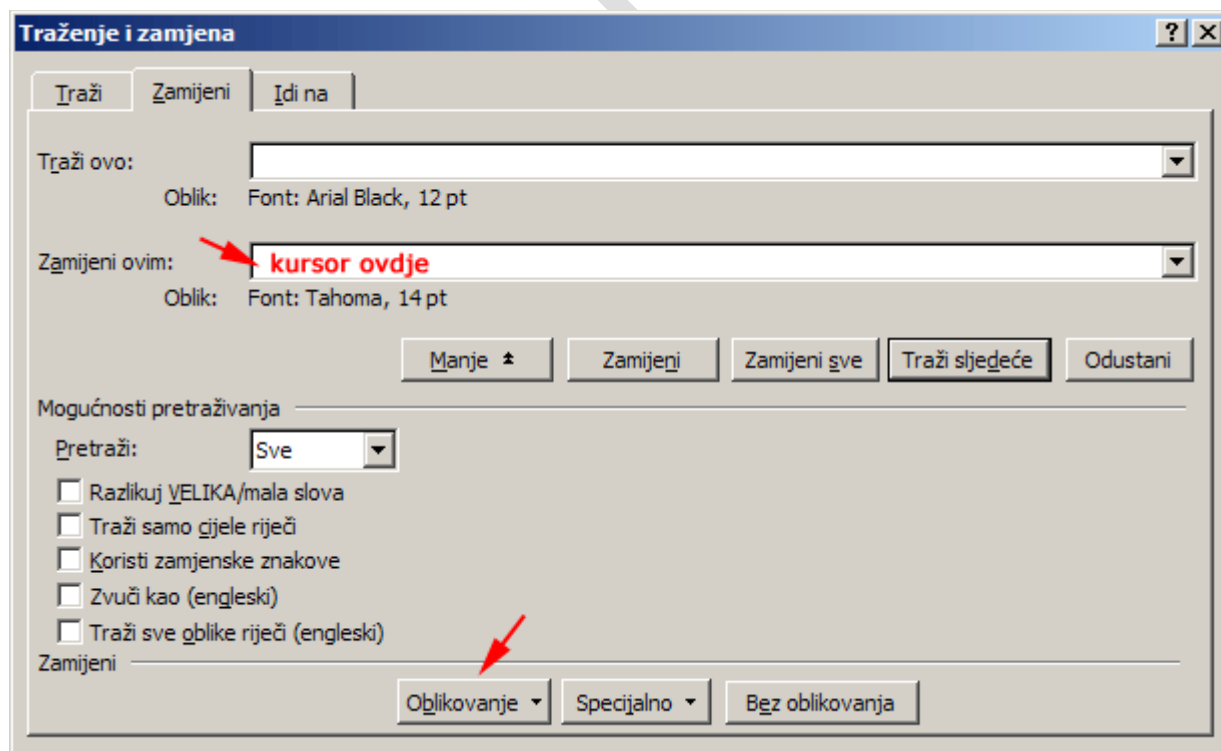 Traženje i zamjena
Traži Zamijeni Idi na
Traži ovo:
Oblik: Font: Arial Black, 12 pt
Zamijeni ovim: kursor ovdje
Oblik: Font: Tahoma, 14 pt
Manje Zamijeni Zamijeni sve Traži sljedeće Odustani
Mogućnosti pretraživanja
Pretraži: Sve
Razlikuj VELIKA/mala slova
Traži samo cijele riječi
Koristi zamjenske znakove
Zvuči kao (engleski)
Traži sve oblike riječi (engleski)
Zamijeni
Oblikovanje Specijalno Bez oblikovanja